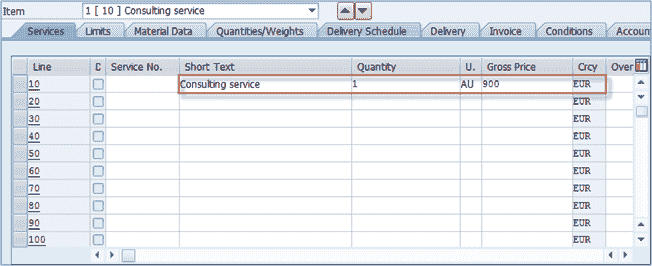 Item 1 [ 10 ] Consulting service
Services Limits Material Data Quantities/Weights Delivery Schedule Delivery Invoice Conditions Accoun
Line D Service No. Short Text Quantity U. Gross Price Crcy Over
10 Consulting service 1 AU 900 EUR
20 EUR
30 EUR
40 EUR
50 EUR
60 EUR
70 EUR
80 EUR
90 EUR
100 EUR